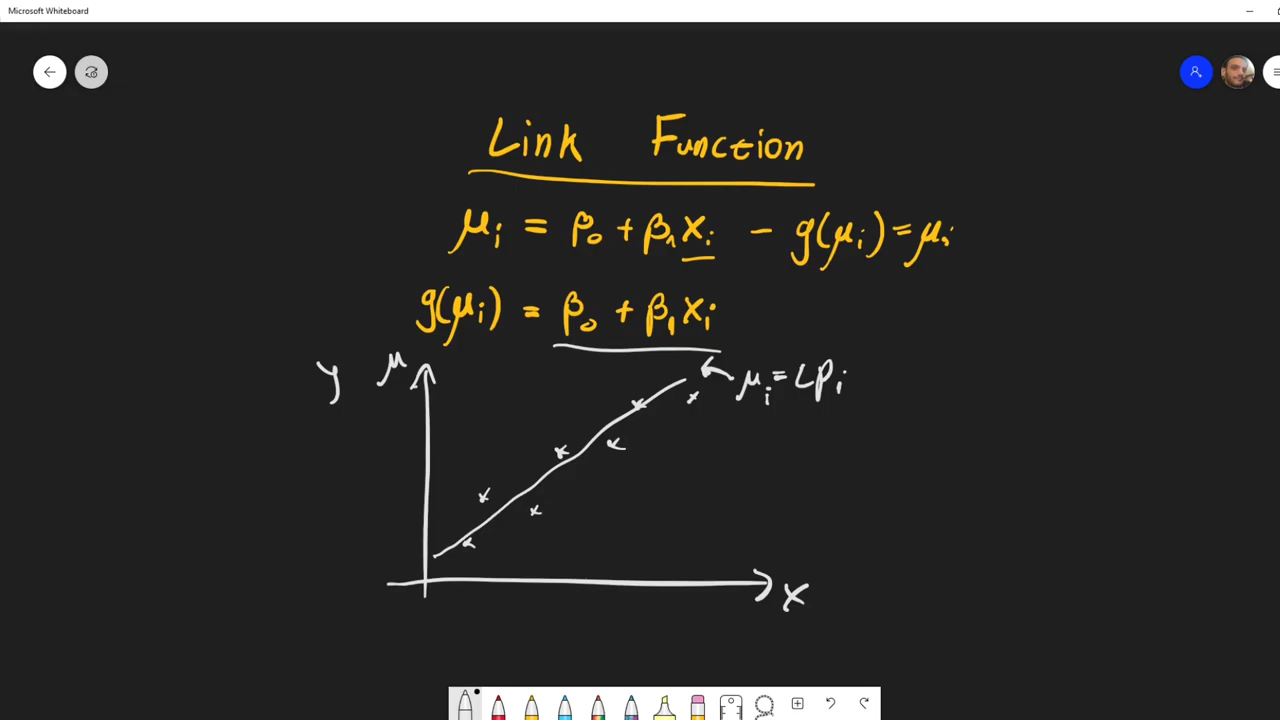 Microsoft Whiteboard
Link Function
μi = β0 + β1xi - g(μi) = μi
g(μi) = β0 + β1xi
y μ
μi = LPi
x